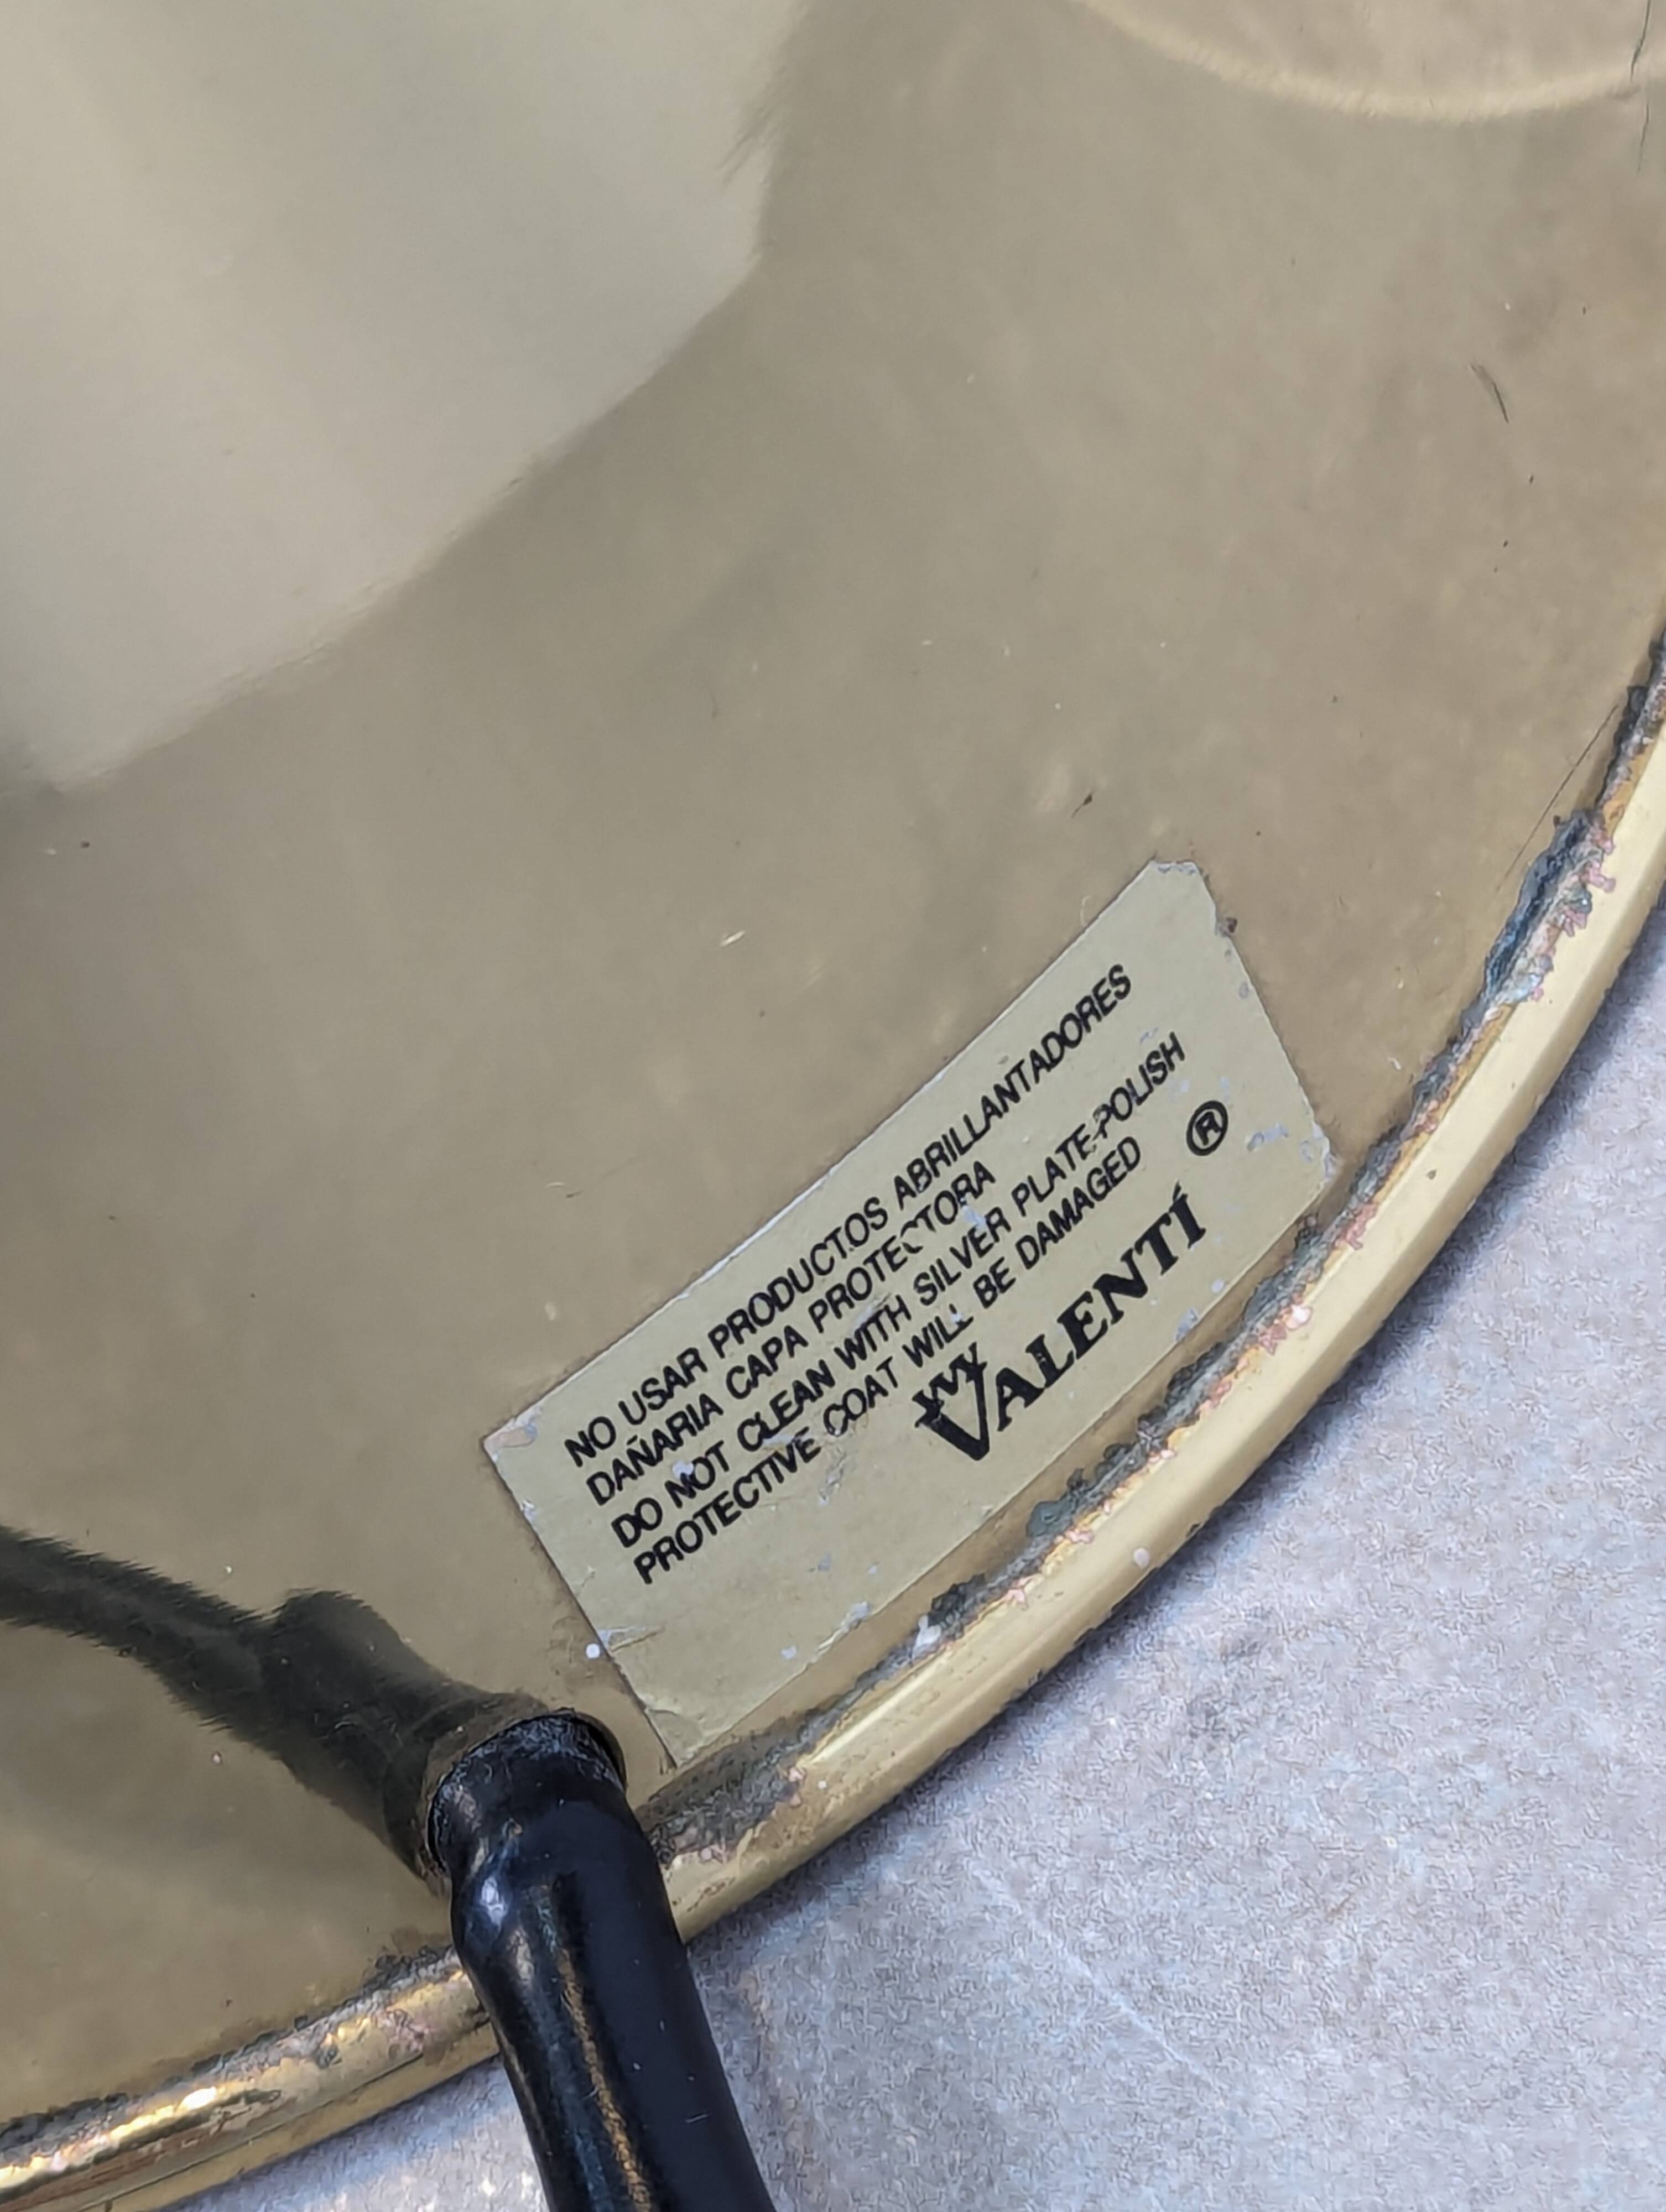 NO USAR PRODUCTOS ABRILLANTADORES
DAÑARIA CAPA PROTECTORA
DO NOT CLEAN WITH SILVER PLATE-POLISH
PROTECTIVE COAT WILL BE DAMAGED
VALENTÍ ®